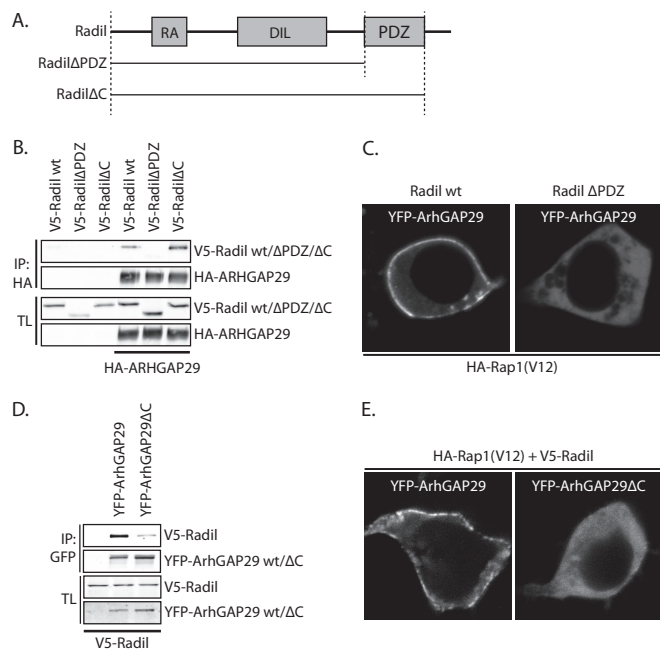 A.
Radil RA DIL PDZ
RadilΔPDZ
RadilΔC
B.
V5-Radil wt
V5-RadilΔPDZ
V5-RadilΔC
V5-Radil wt
V5-RadilΔPDZ
V5-RadilΔC
IP: HA
V5-Radil wt/ΔPDZ/ΔC
HA-ARHGAP29
TL
V5-Radil wt/ΔPDZ/ΔC
HA-ARHGAP29
HA-ARHGAP29
C.
Radil wt Radil ΔPDZ
YFP-ArhGAP29 YFP-ArhGAP29
HA-Rap1(V12)
D.
YFP-ArhGAP29
YFP-ArhGAP29ΔC
IP: GFP
V5-Radil
YFP-ArhGAP29 wt/ΔC
TL
V5-Radil
YFP-ArhGAP29 wt/ΔC
V5-Radil
E.
HA-Rap1(V12) + V5-Radil
YFP-ArhGAP29 YFP-ArhGAP29ΔC